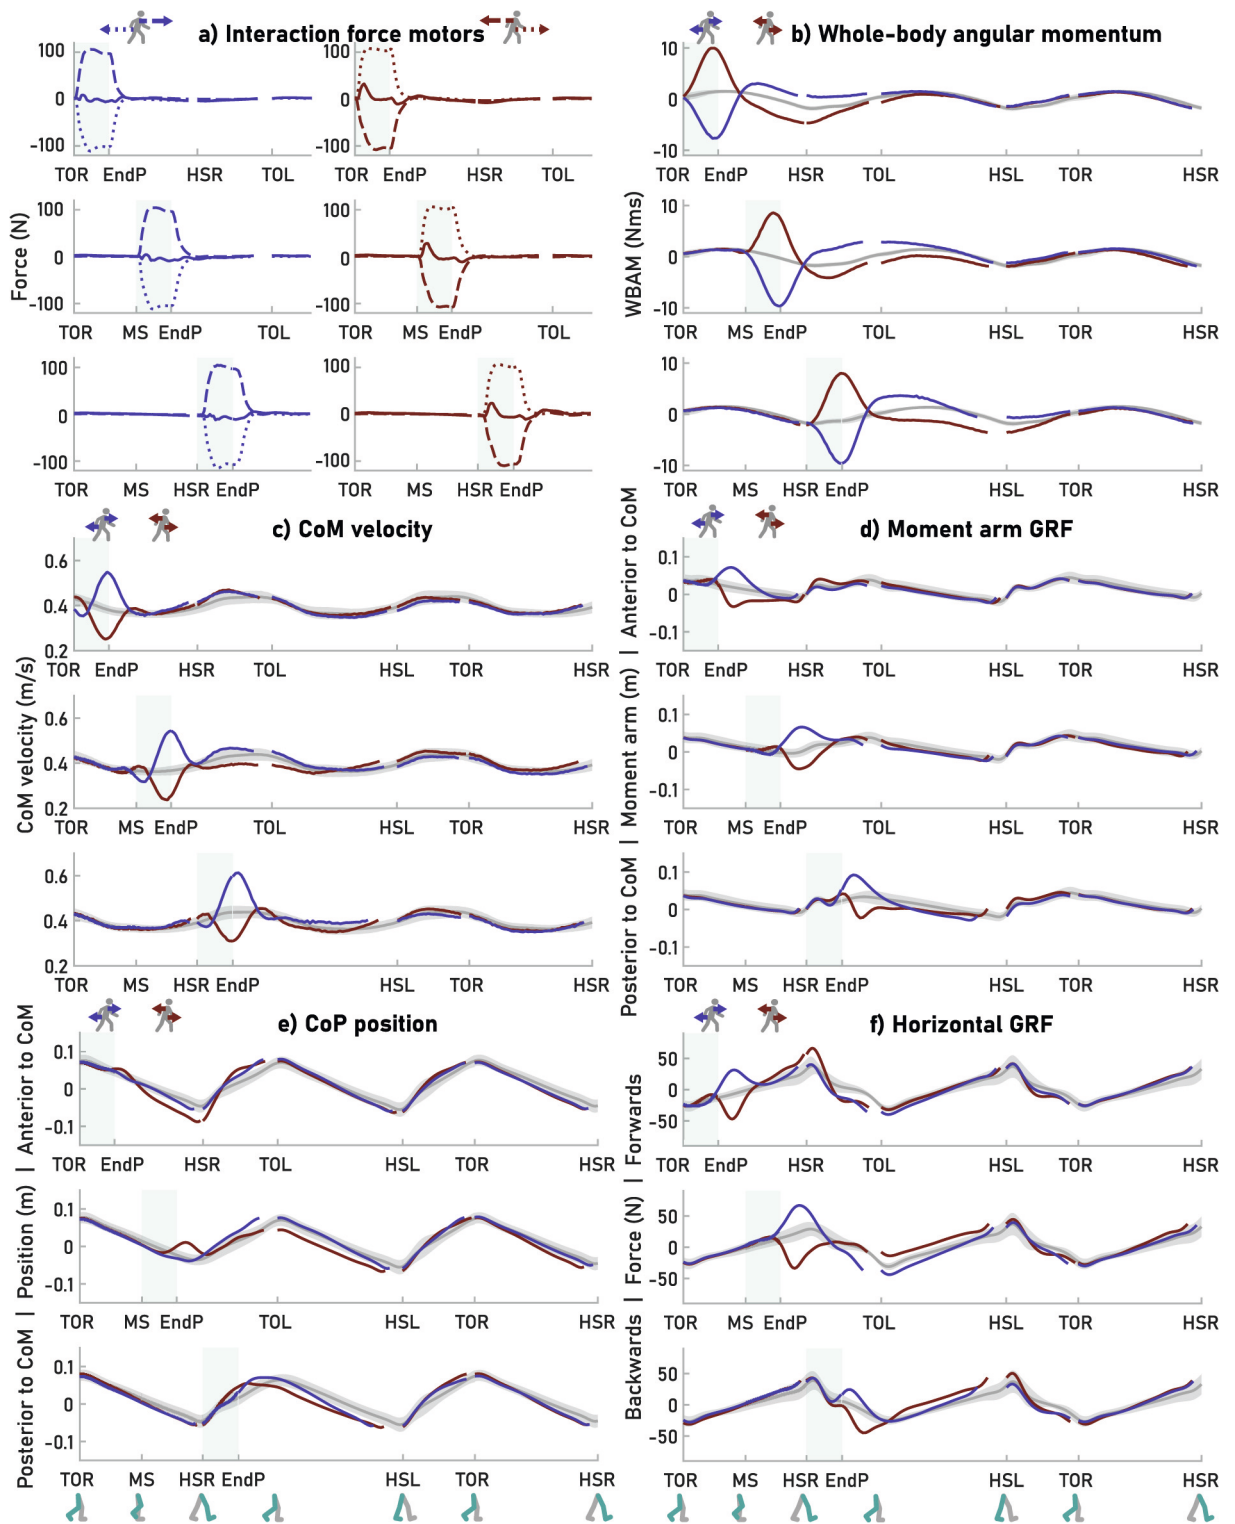 a) Interaction force motors
100
0
-100
TOR EndP HSR TOL
100
0
-100
TOR EndP HSR TOL
Force (N)
100
0
-100
TOR MS EndP TOL
100
0
-100
TOR MS EndP TOL
100
0
-100
TOR MS HSR EndP
100
0
-100
TOR MS HSR EndP
b) Whole-body angular momentum
10
0
-10
TOR EndP HSR TOL HSL TOR HSR
WBAM (Nms)
10
0
-10
TOR MS EndP TOL HSL TOR HSR
10
0
-10
TOR MS HSR EndP TOL HSL TOR HSR
c) CoM velocity
0.6
0.4
0.2
TOR EndP HSR TOL HSL TOR HSR
CoM velocity (m/s)
0.6
0.4
0.2
TOR MS EndP TOL HSL TOR HSR
0.6
0.4
0.2
TOR MS HSR EndP TOL HSL TOR HSR
d) Moment arm GRF
Posterior to CoM | Moment arm (m) | Anterior to CoM
0.1
0
-0.1
TOR EndP HSR TOL HSL TOR HSR
0.1
0
-0.1
TOR MS EndP TOL HSL TOR HSR
0.1
0
-0.1
TOR MS HSR EndP TOL HSL TOR HSR
e) CoP position
Posterior to CoM | Position (m) | Anterior to CoM
0.1
0
-0.1
TOR EndP HSR TOL HSL TOR HSR
0.1
0
-0.1
TOR MS EndP TOL HSL TOR HSR
0.1
0
-0.1
TOR MS HSR EndP TOL HSL TOR HSR
f) Horizontal GRF
Backwards | Force (N) | Forwards
50
0
-50
TOR EndP HSR TOL HSL TOR HSR
50
0
-50
TOR MS EndP TOL HSL TOR HSR
50
0
-50
TOR MS HSR EndP TOL HSL TOR HSR